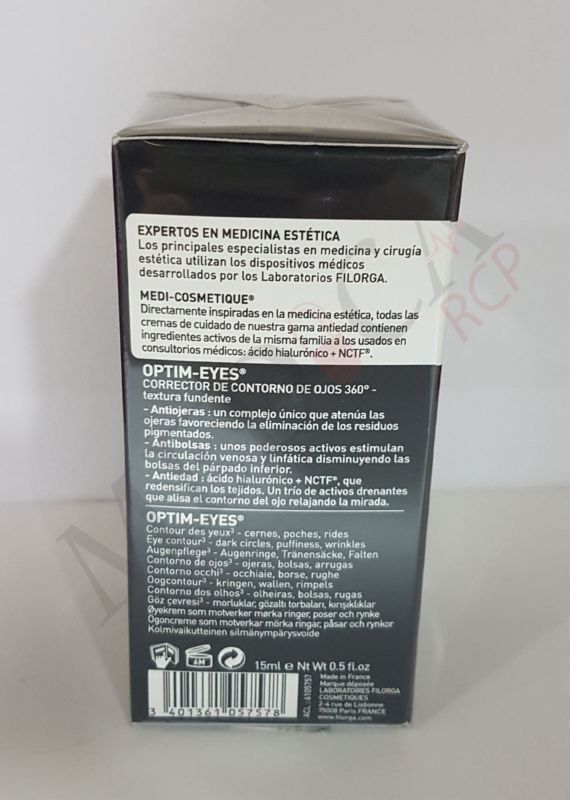 EXPERTOS EN MEDICINA ESTÉTICA
Los principales especialistas en medicina y cirugía
estética utilizan los dispositivos médicos
desarrollados por los Laboratorios FILORGA.
MEDI-COSMETIQUE®
Directamente inspiradas en la medicina estética, todas las
cremas de cuidado de nuestra gama antiedad contienen
ingredientes activos de la misma familia a los usados en
consultorios médicos: ácido hialurónico + NCTF®.
OPTIM-EYES®
CORRECTOR DE CONTORNO DE OJOS 360° -
textura fundente
- Antiojeras : un complejo único que atenúa las
ojeras favoreciendo la eliminación de los residuos
pigmentados.
- Antibolsas : unos poderosos activos estimulan
la circulación venosa y linfática disminuyendo las
bolsas del párpado inferior.
- Antiedad : ácido hialurónico + NCTF®, que
redensifican los tejidos. Un trío de activos drenantes
que alisa el contorno del ojo relajando la mirada.
OPTIM-EYES®
Contour des yeux³ - cernes, poches, rides
Eye contour³ - dark circles, puffiness, wrinkles
Augenpflege³ - Augenringe, Tränensäcke, Falten
Contorno de ojos³ - ojeras, bolsas, arrugas
Contorno occhi³ - occhiaie, borse, rughe
Oogcontour³ - kringen, wallen, rimpels
Contorno dos olhos³ - olheiras, bolsas, rugas
Göz çevresi³ - morluklar, gözaltı torbaları, kırışıklıklar
Øyekrem som motverker mørka ringer, poser och rynke
Ögoncreme som motverkar mörka ringar, påsar och rynkor
Kolmivaikutteinen silmänympärysvoide
6M
15ml e Nt Wt 0.5 fl.oz
3 401361 057578
ACL : 6105757
Made in France
Marque déposée
LABORATOIRES FILORGA
COSMETIQUES
2-4 rue de Lisbonne
75008 Paris FRANCE
www.filorga.com
RCP